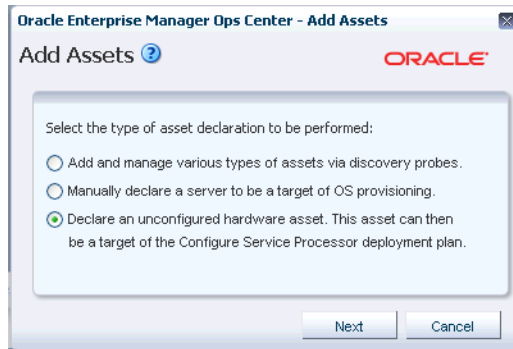 Oracle Enterprise Manager Ops Center - Add Assets
Add Assets ?
ORACLE
Select the type of asset declaration to be performed:
Add and manage various types of assets via discovery probes.
Manually declare a server to be a target of OS provisioning.
Declare an unconfigured hardware asset. This asset can then
be a target of the Configure Service Processor deployment plan.
Next
Cancel